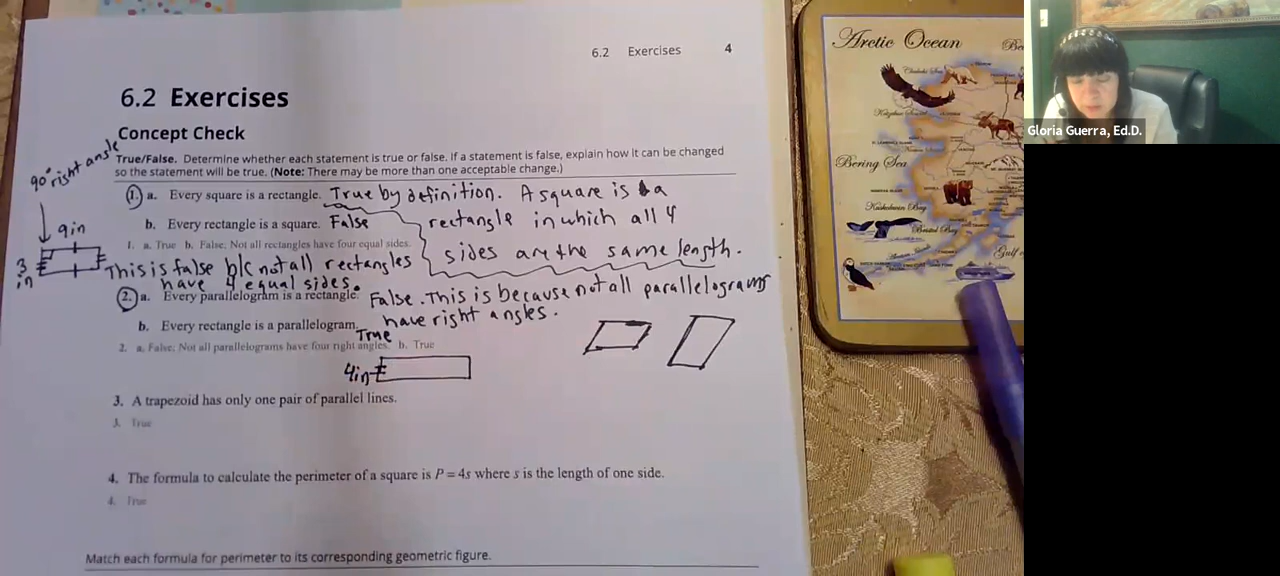 6.2 Exercises 4
6.2 Exercises
Concept Check
True/False. Determine whether each statement is true or false. If a statement is false, explain how it can be changed
so the statement will be true. (Note: There may be more than one acceptable change.)
90° right angle
9in
3
in
1. a. Every square is a rectangle. True by definition. A square is a
b. Every rectangle is a square. False rectangle in which all 4
1. a. True b. False; Not all rectangles have four equal sides.
sides are the same length.
This is false b/c not all rectangles
have 4 equal sides.
2. a. Every parallelogram is a rectangle. False. This is because not all parallelograms
have right angles.
b. Every rectangle is a parallelogram. True
2. a. False; Not all parallelograms have four right angles. b. True
4in
3. A trapezoid has only one pair of parallel lines.
3. True
4. The formula to calculate the perimeter of a square is P = 4s where s is the length of one side.
4. True
Match each formula for perimeter to its corresponding geometric figure.
Arctic Ocean
Chukchi Sea
Bering Sea
Kuskokwim Bay
Bristol Bay
Gulf
Gloria Guerra, Ed.D.